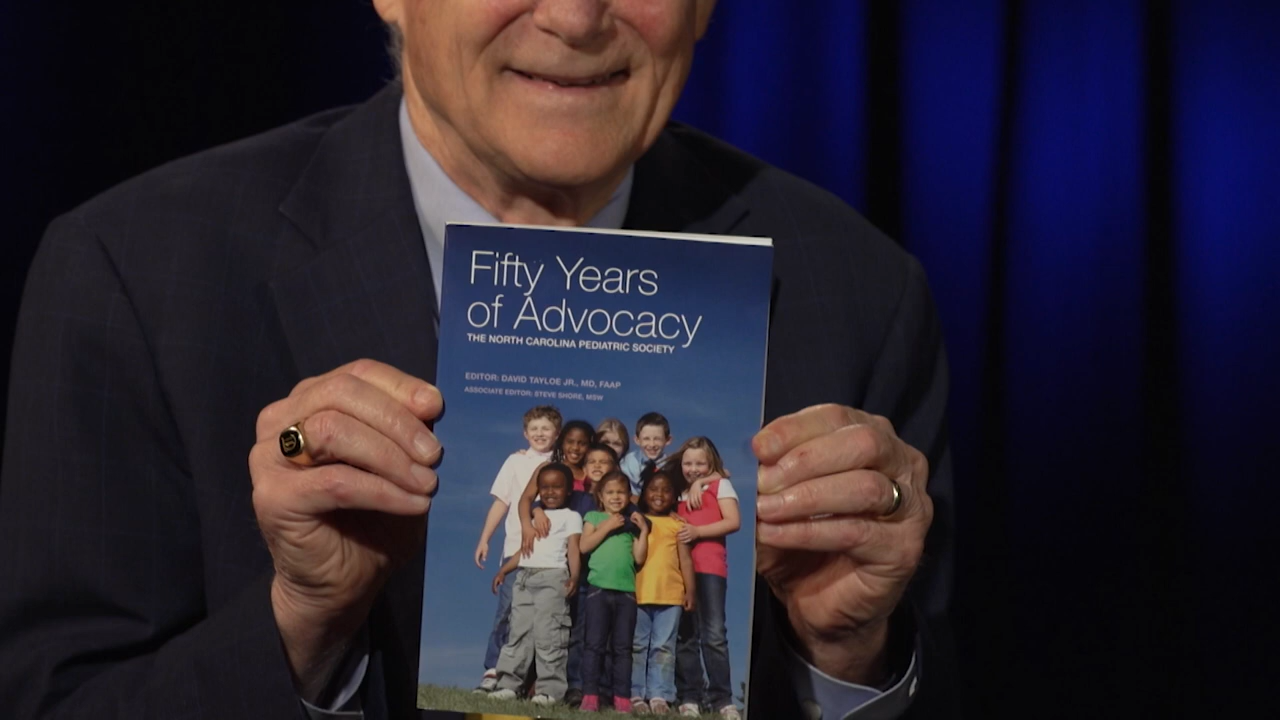 Fifty Years
of Advocacy
THE NORTH CAROLINA PEDIATRIC SOCIETY
EDITOR: DAVID TAYLOE JR., MD, FAAP
ASSOCIATE EDITOR: STEVE SHORE, MSW